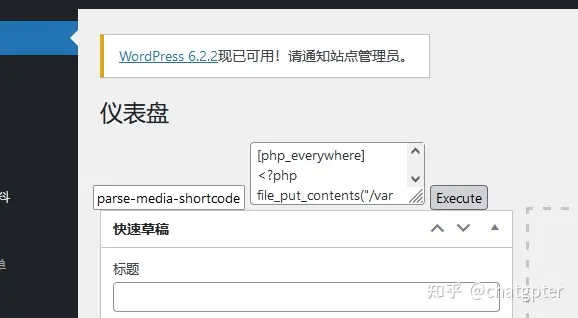 WordPress 6.2.2现已可用！请通知站点管理员。
仪表盘
[php_everywhere]
<?php
file_put_contents("/var
parse-media-shortcode
Execute
料
快速草稿
标题
单
知乎 @chatgpter